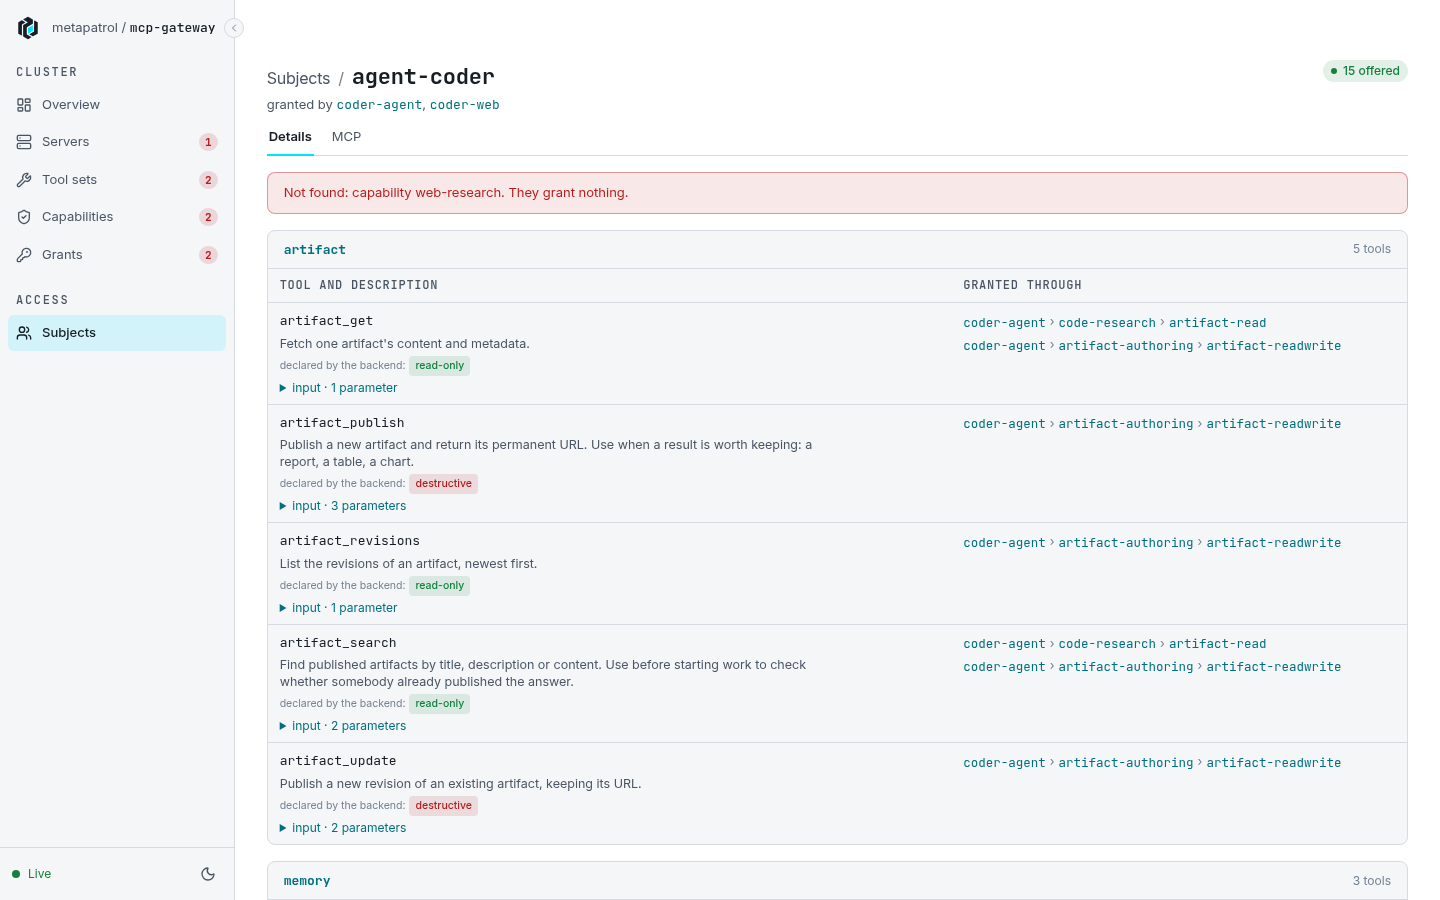 metapatrol / mcp-gateway
CLUSTER
Overview
Servers 1
Tool sets 2
Capabilities 2
Grants 2
ACCESS
Subjects
Live
Subjects / agent-coder
15 offered
granted by coder-agent, coder-web
Details MCP
Not found: capability web-research. They grant nothing.
artifact 5 tools
TOOL AND DESCRIPTION GRANTED THROUGH
artifact_get
Fetch one artifact's content and metadata.
declared by the backend: read-only
input · 1 parameter
coder-agent › code-research › artifact-read
coder-agent › artifact-authoring › artifact-readwrite
artifact_publish
Publish a new artifact and return its permanent URL. Use when a result is worth keeping: a
report, a table, a chart.
declared by the backend: destructive
input · 3 parameters
coder-agent › artifact-authoring › artifact-readwrite
artifact_revisions
List the revisions of an artifact, newest first.
declared by the backend: read-only
input · 1 parameter
coder-agent › artifact-authoring › artifact-readwrite
artifact_search
Find published artifacts by title, description or content. Use before starting work to check
whether somebody already published the answer.
declared by the backend: read-only
input · 2 parameters
coder-agent › code-research › artifact-read
coder-agent › artifact-authoring › artifact-readwrite
artifact_update
Publish a new revision of an existing artifact, keeping its URL.
declared by the backend: destructive
input · 2 parameters
coder-agent › artifact-authoring › artifact-readwrite
memory 3 tools